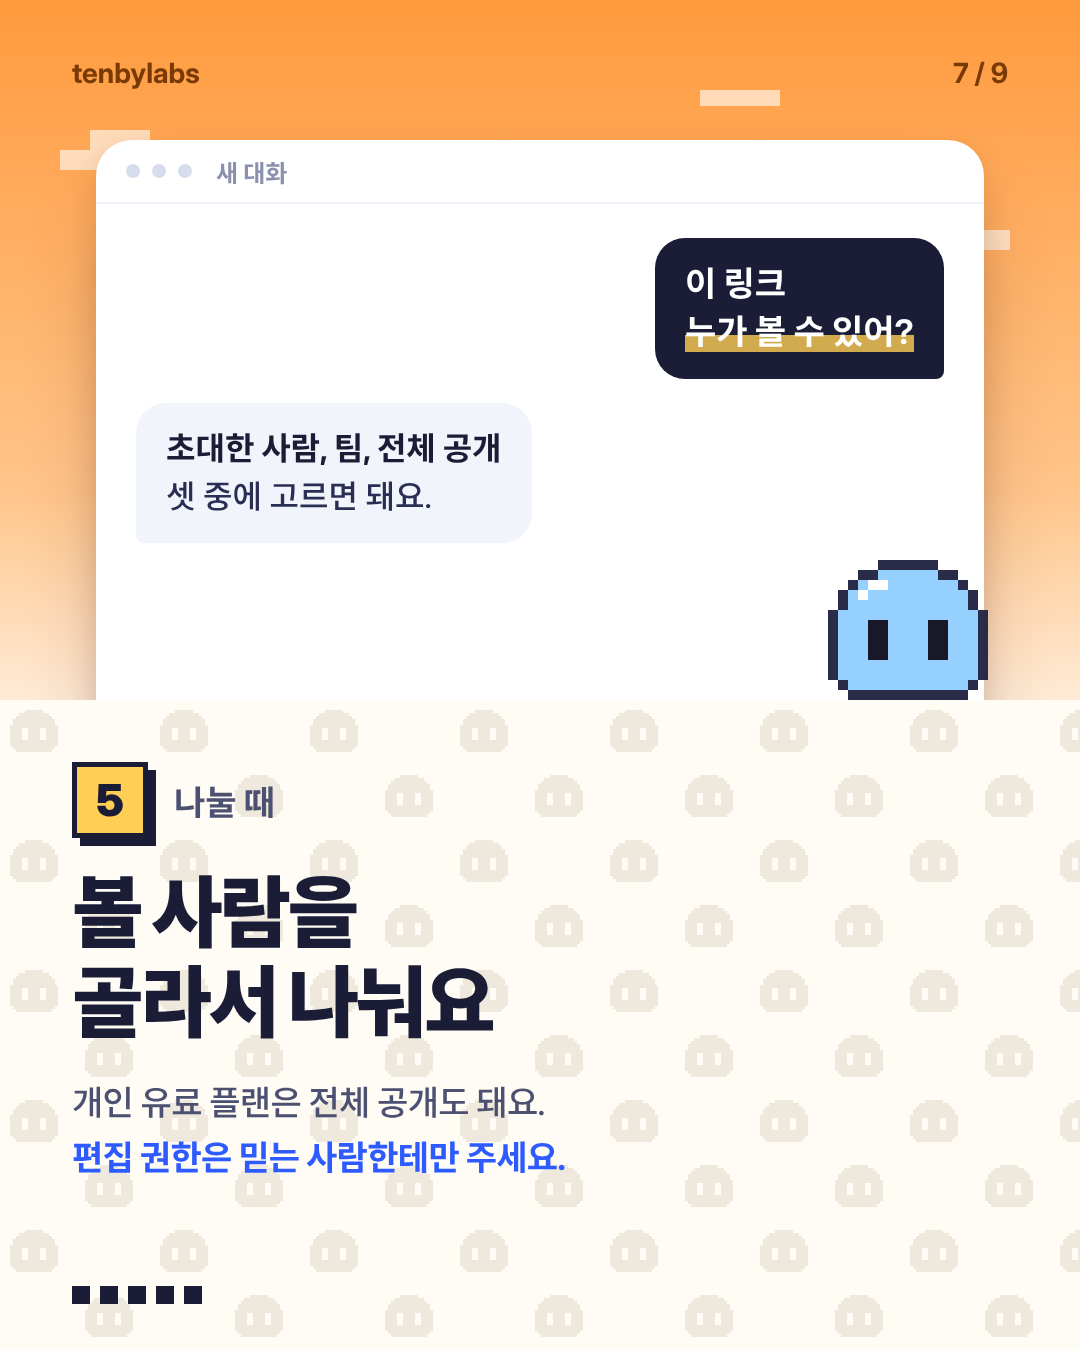 tenbylabs
7 / 9
새 대화
이 링크
누가 볼 수 있어?
초대한 사람, 팀, 전체 공개
셋 중에 고르면 돼요.
5
나눌 때
볼 사람을
골라서 나눠요
개인 유료 플랜은 전체 공개도 돼요.
편집 권한은 믿는 사람한테만 주세요.